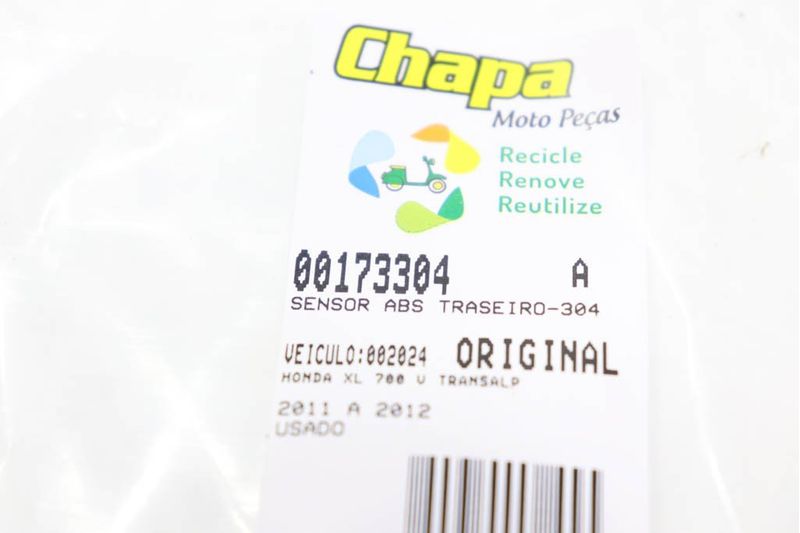 Chapa
Moto Peças
Recicle
Renove
Reutilize
00173304 A
SENSOR ABS TRASEIRO-304
VEICULO:002024 ORIGINAL
HONDA XL 700 V TRANSALP
2011 A 2012
USADO